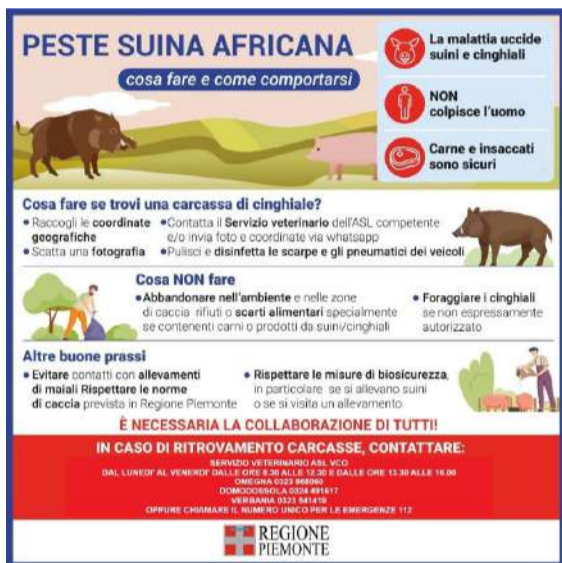 PESTE SUINA AFRICANA
cosa fare e come comportarsi
La malattia uccide
suini e cinghiali
NON
colpisce l'uomo
Carne e insaccati
sono sicuri
Cosa fare se trovi una carcassa di cinghiale?
• Raccogli le coordinate
geografiche
• Scatta una fotografia
• Contatta il Servizio veterinario dell'ASL competente
e/o invia foto e coordinate via whatsapp
• Pulisci e disinfetta le scarpe e gli pneumatici dei veicoli
Cosa NON fare
• Abbandonare nell'ambiente e nelle zone
di caccia rifiuti o scarti alimentari specialmente
se contenenti carni o prodotti da suini/cinghiali
• Foraggiare i cinghiali
se non espressamente
autorizzato
Altre buone prassi
• Evitare contatti con allevamenti
di maiali Rispettare le norme
di caccia prevista in Regione Piemonte
• Rispettare le misure di biosicurezza,
in particolare se si allevano suini
o se si visita un allevamento
È NECESSARIA LA COLLABORAZIONE DI TUTTI!
IN CASO DI RITROVAMENTO CARCASSE, CONTATTARE:
SERVIZIO VETERINARIO ASL VCO
DAL LUNEDI' AL VENERDI' DALLE ORE 8.30 ALLE 12.30 E DALLE ORE 13.30 ALLE 16.00
OMEGNA 0323
DOMODOSSOLA 0324
VERBANIA 0323 541419
OPPURE CHIAMARE IL NUMERO UNICO PER LE EMERGENZE 112
REGIONE
PIEMONTE